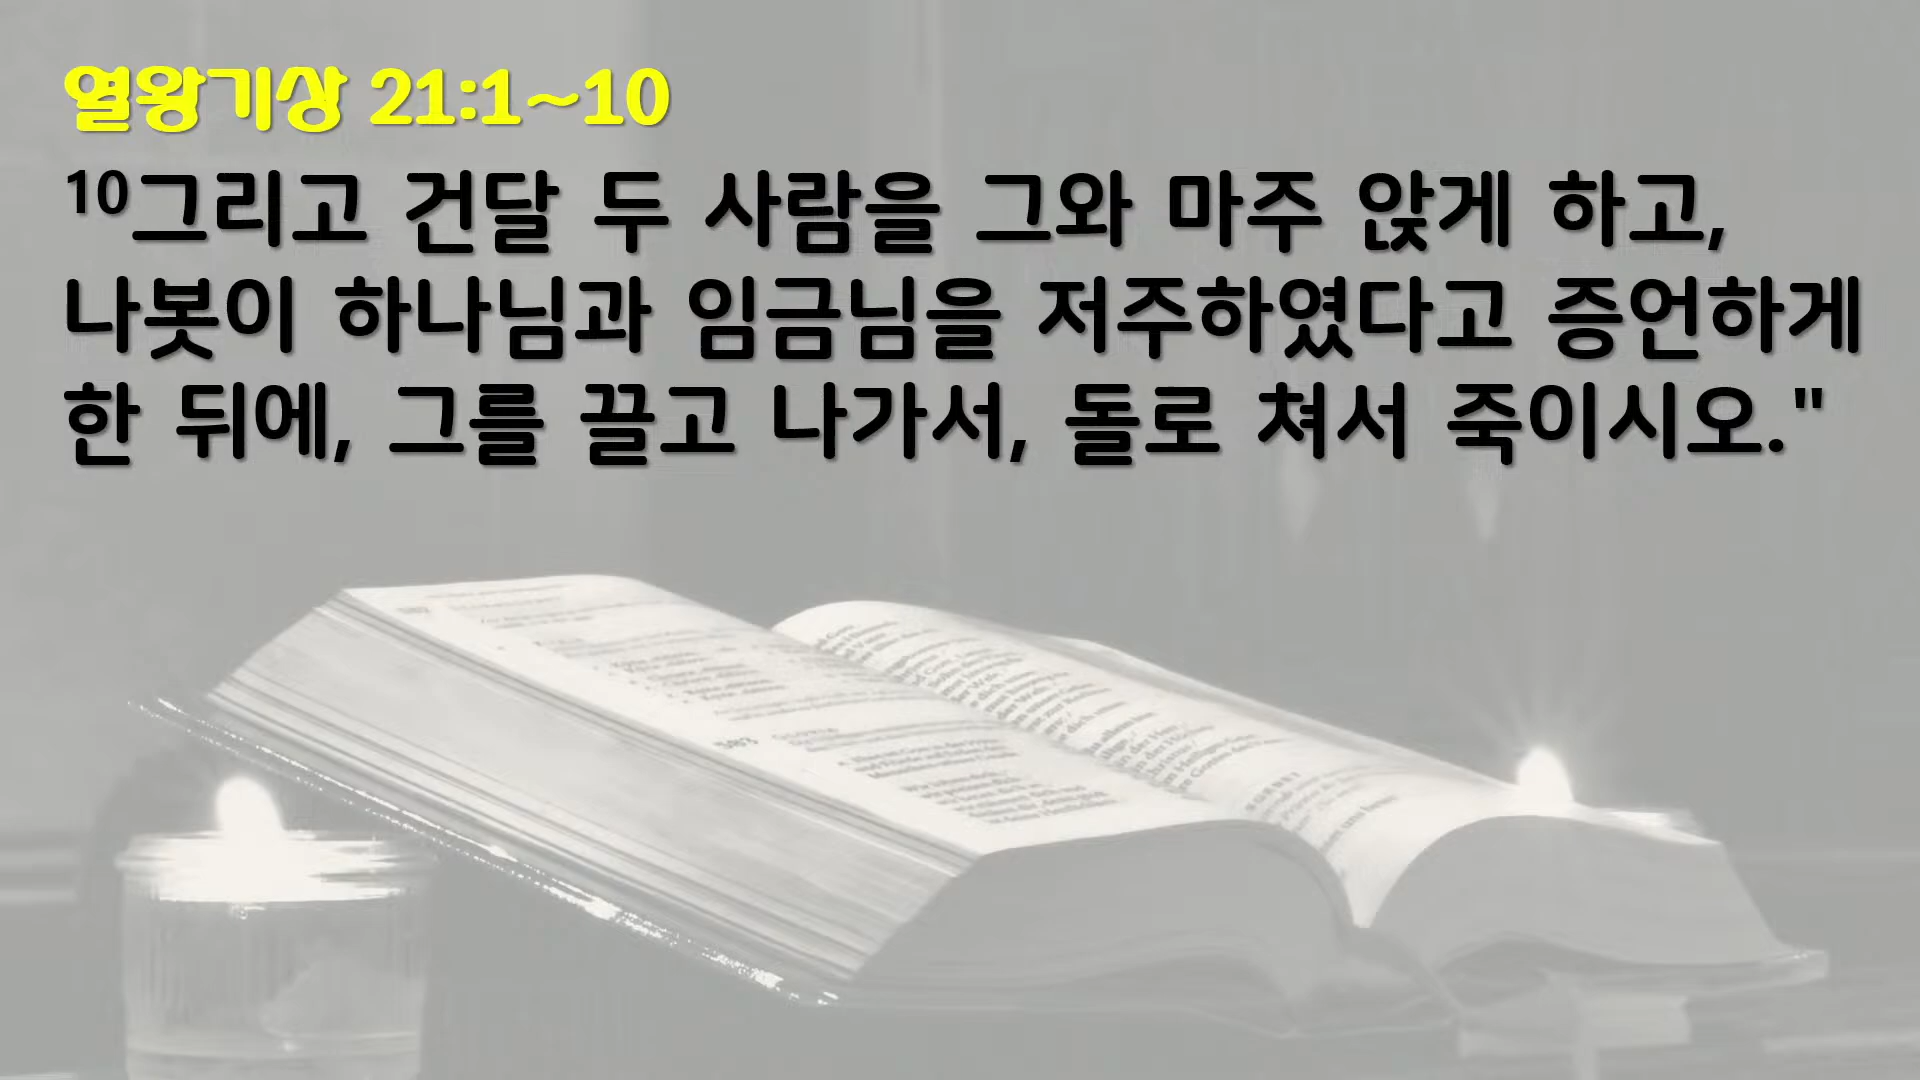 열왕기상 21:1~10
10그리고 건달 두 사람을 그와 마주 앉게 하고,
나봇이 하나님과 임금님을 저주하였다고 증언하게
한 뒤에, 그를 끌고 나가서, 돌로 쳐서 죽이시오."